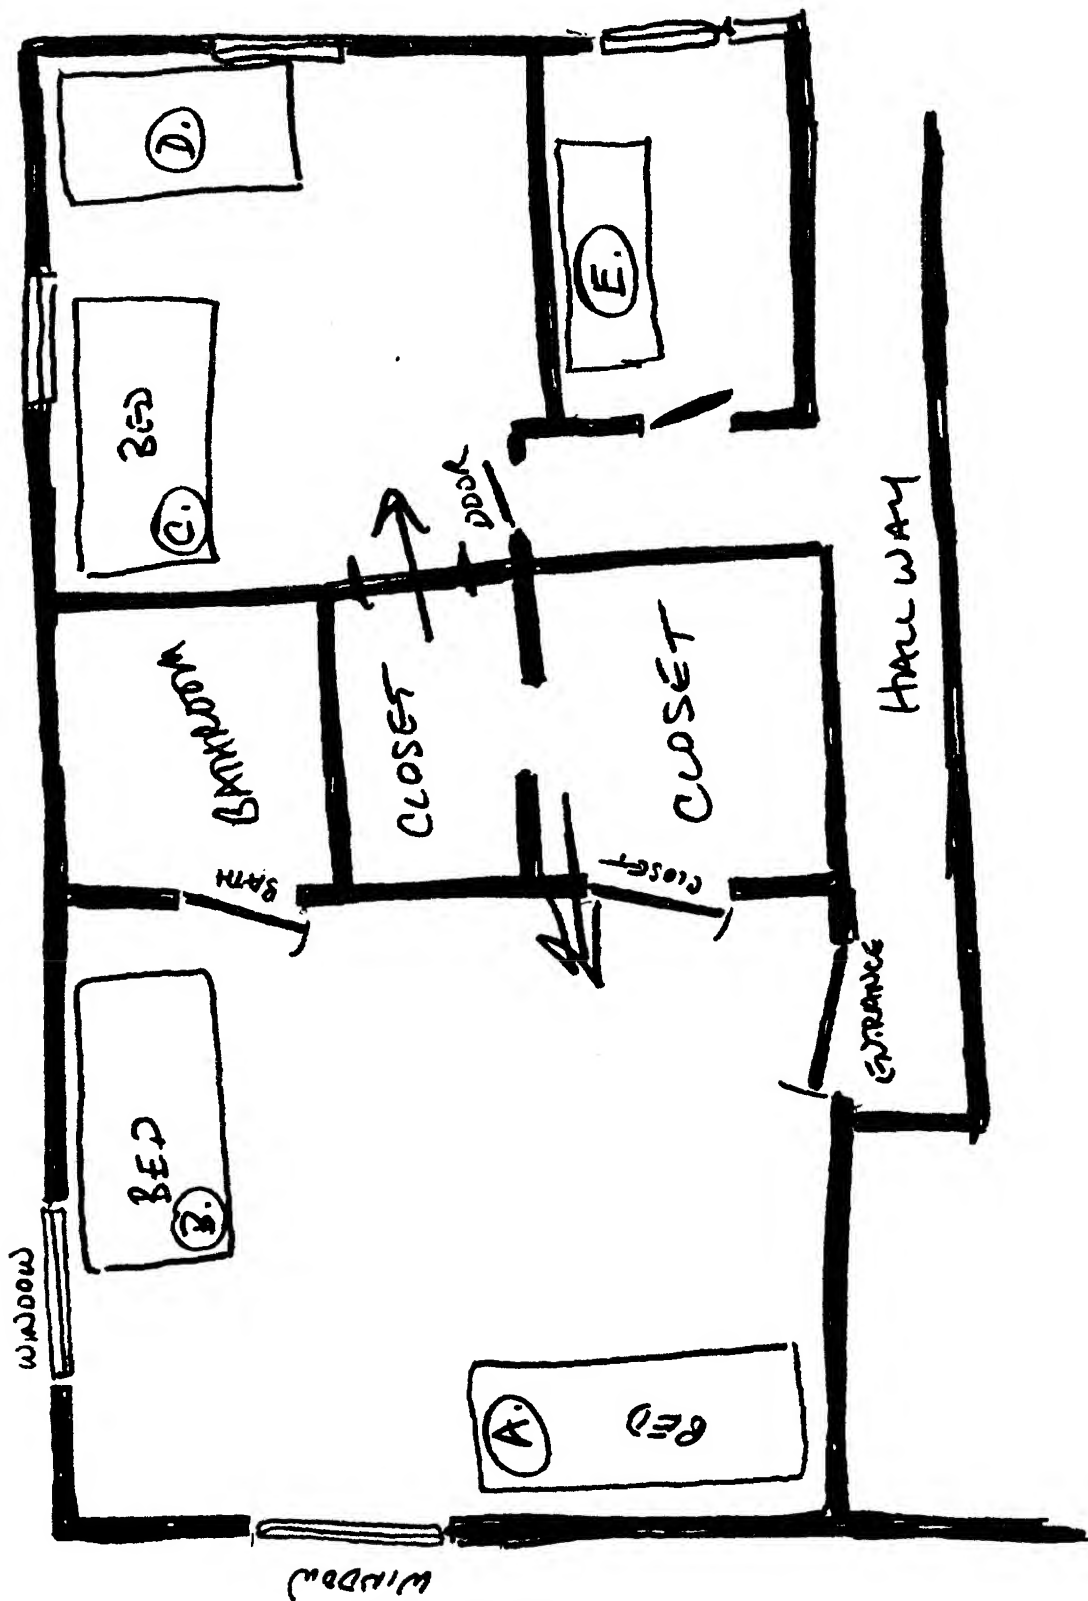 WINDOW
WINDOW
BED
B.
A.
BED
BATH
CLOSET
ENTRANCE
BATHROOM
CLOSET
CLOSET
HALLWAY
DOOR
BED
C.
D.
E.